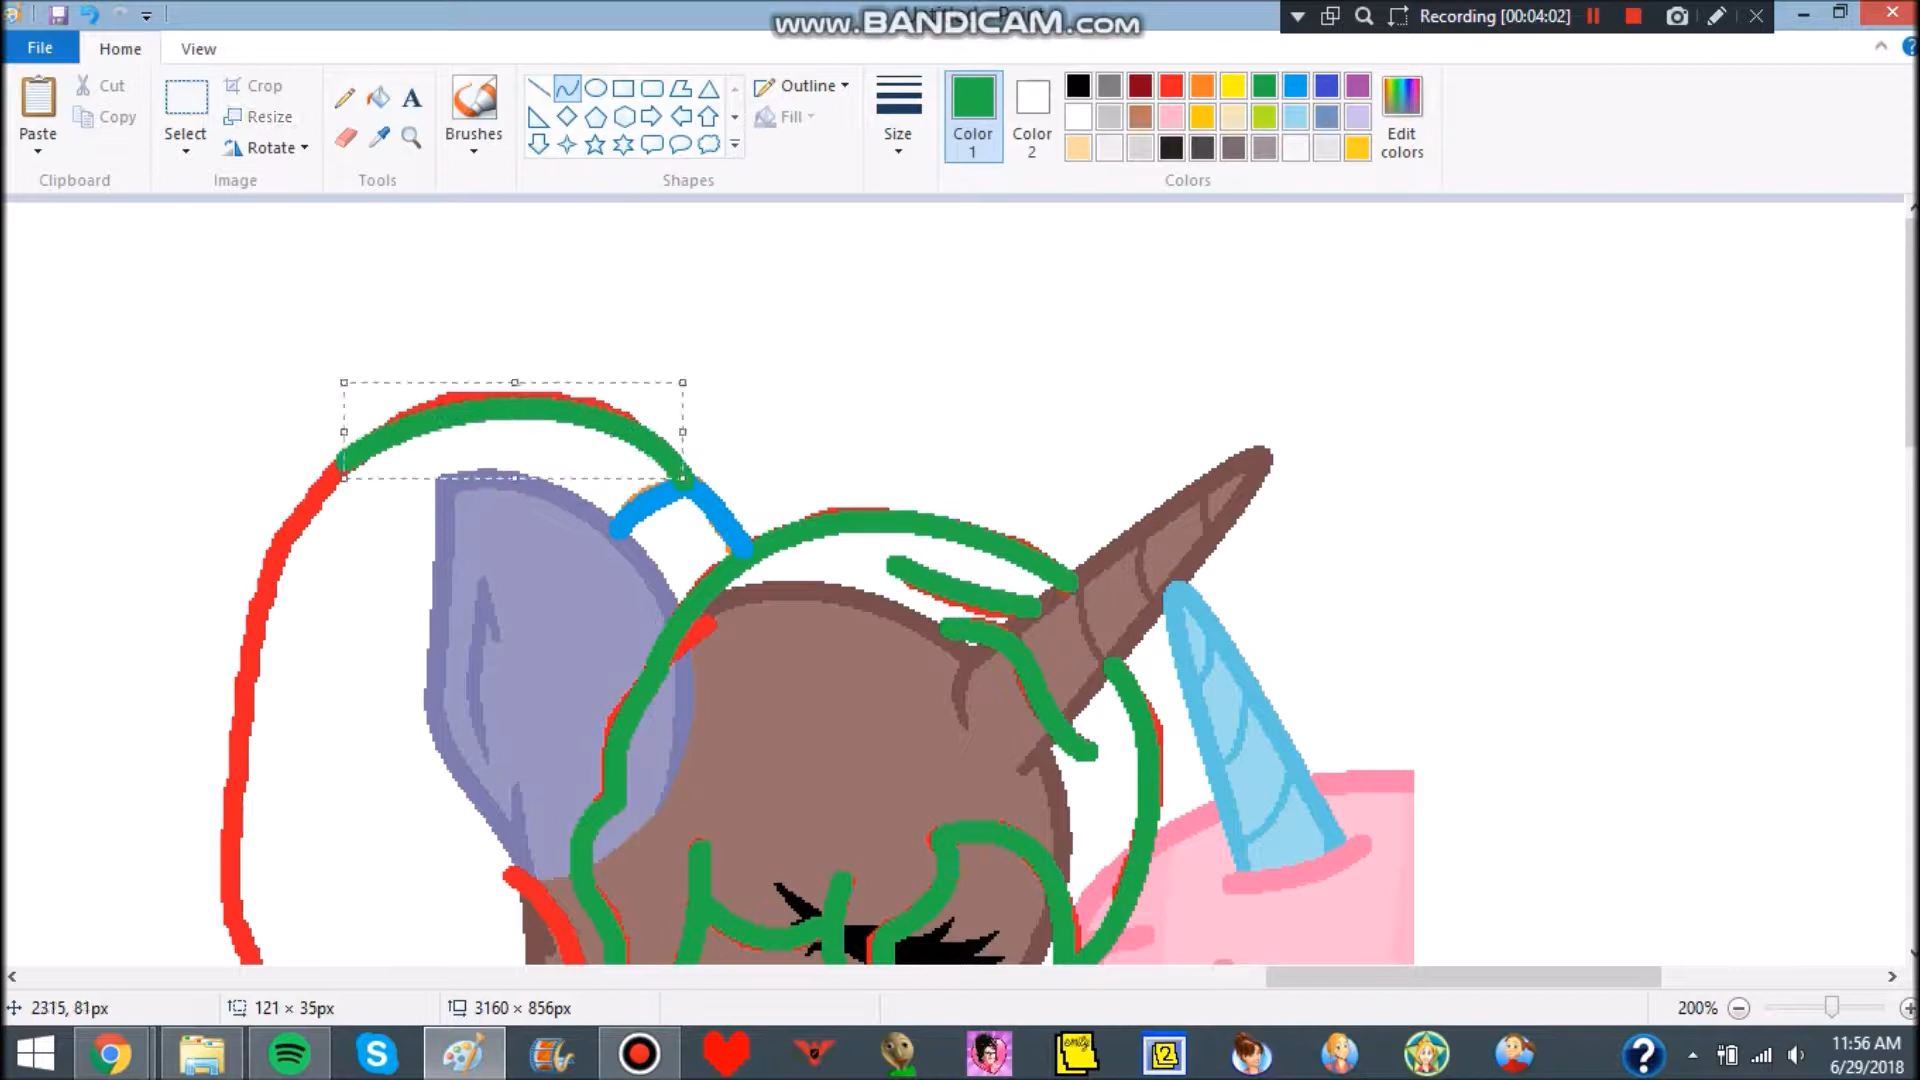 www.BANDICAM.com
Recording [00:04:02]
File
Home
View
Paste
Cut
Copy
Clipboard
Select
Crop
Resize
Rotate
Image
A
Tools
Brushes
Shapes
Outline
Fill
Size
Color 1
Color 2
Edit colors
Colors
2315, 81px
121 × 35px
3160 × 856px
200%
emily
2
11:56 AM
6/29/2018